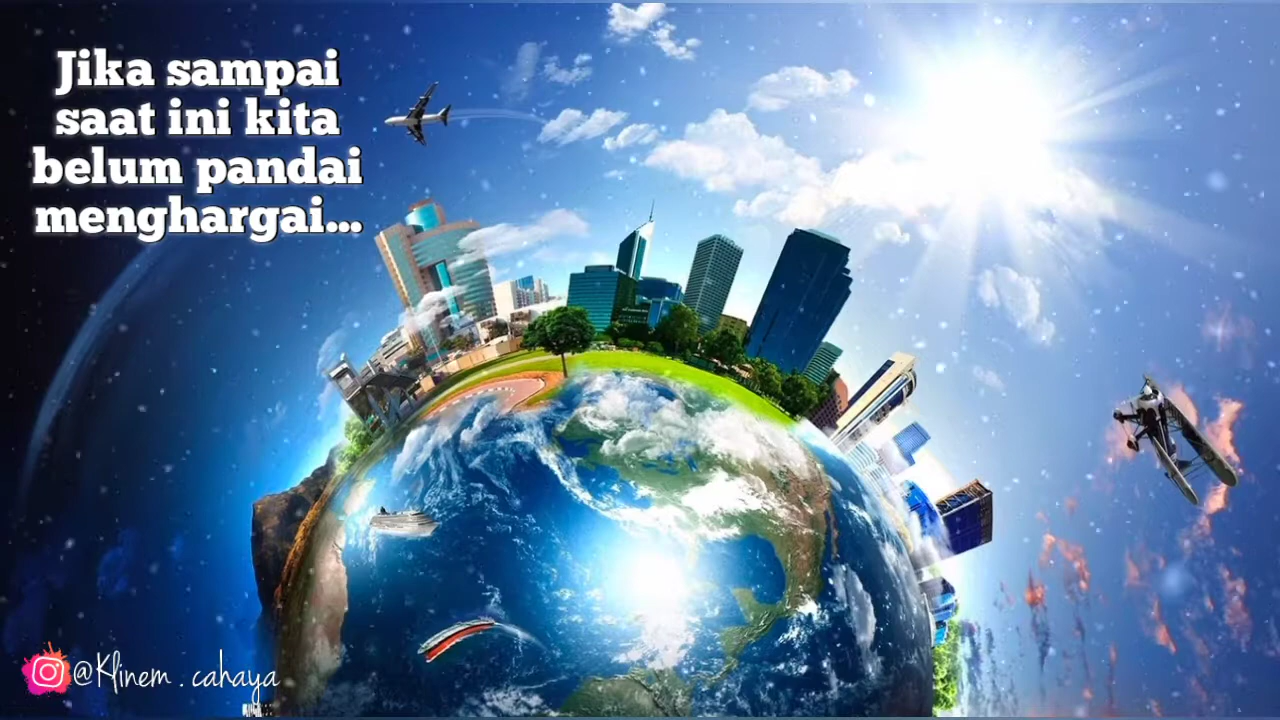 Jika sampai
saat ini kita
belum pandai
menghargai...
@Klinem . cahaya